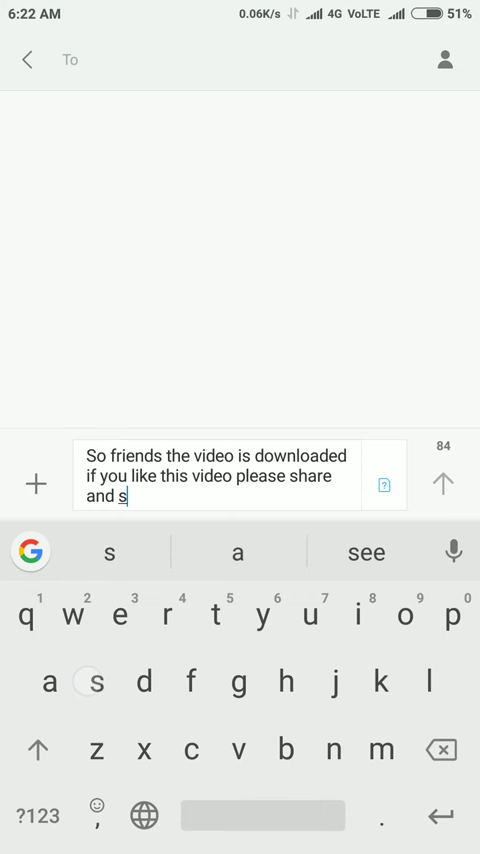 6:22 AM 0.06K/s 4G VoLTE 51%
To
84
So friends the video is downloaded
if you like this video please share
and s
s a see
1 2 3 4 5 6 7 8 9 0
q w e r t y u i o p
a s d f g h j k l
z x c v b n m
?123 , .